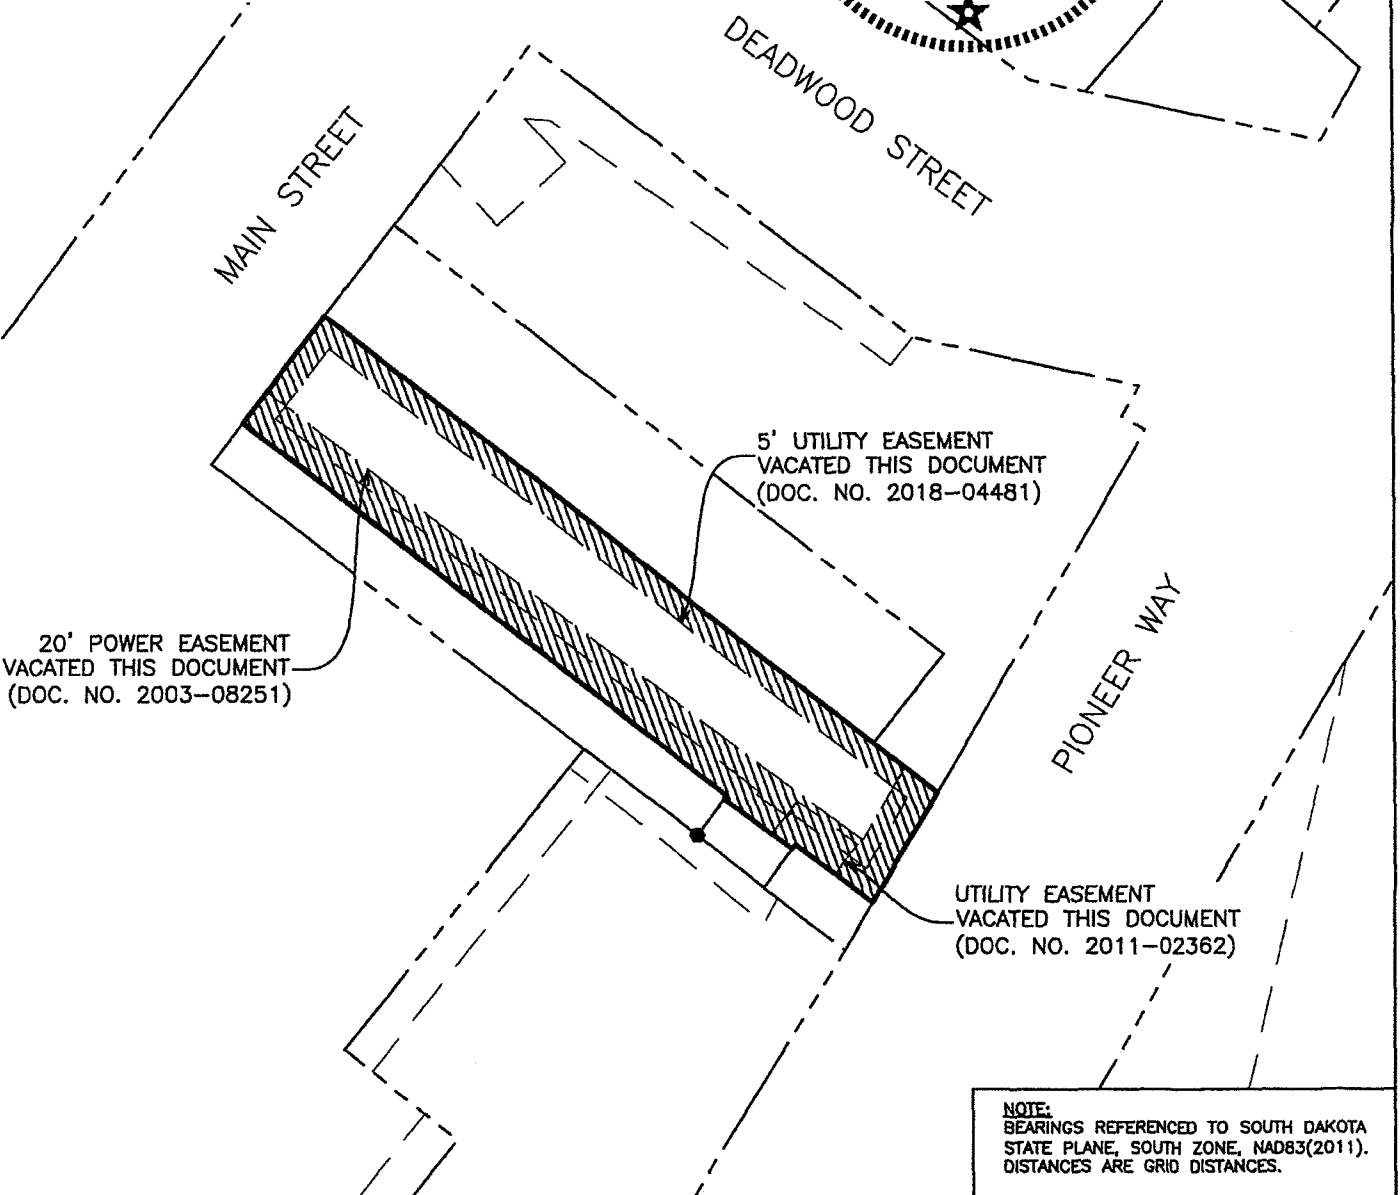 DEADWOOD STREET
MAIN STREET
5' UTILITY EASEMENT
VACATED THIS DOCUMENT
(DOC. NO. 2018-04481)
20' POWER EASEMENT
VACATED THIS DOCUMENT
(DOC. NO. 2003-08251)
PIONEER WAY
UTILITY EASEMENT
VACATED THIS DOCUMENT
(DOC. NO. 2011-02362)
NOTE:
BEARINGS REFERENCED TO SOUTH DAKOTA
STATE PLANE, SOUTH ZONE, NAD83(2011).
DISTANCES ARE GRID DISTANCES.